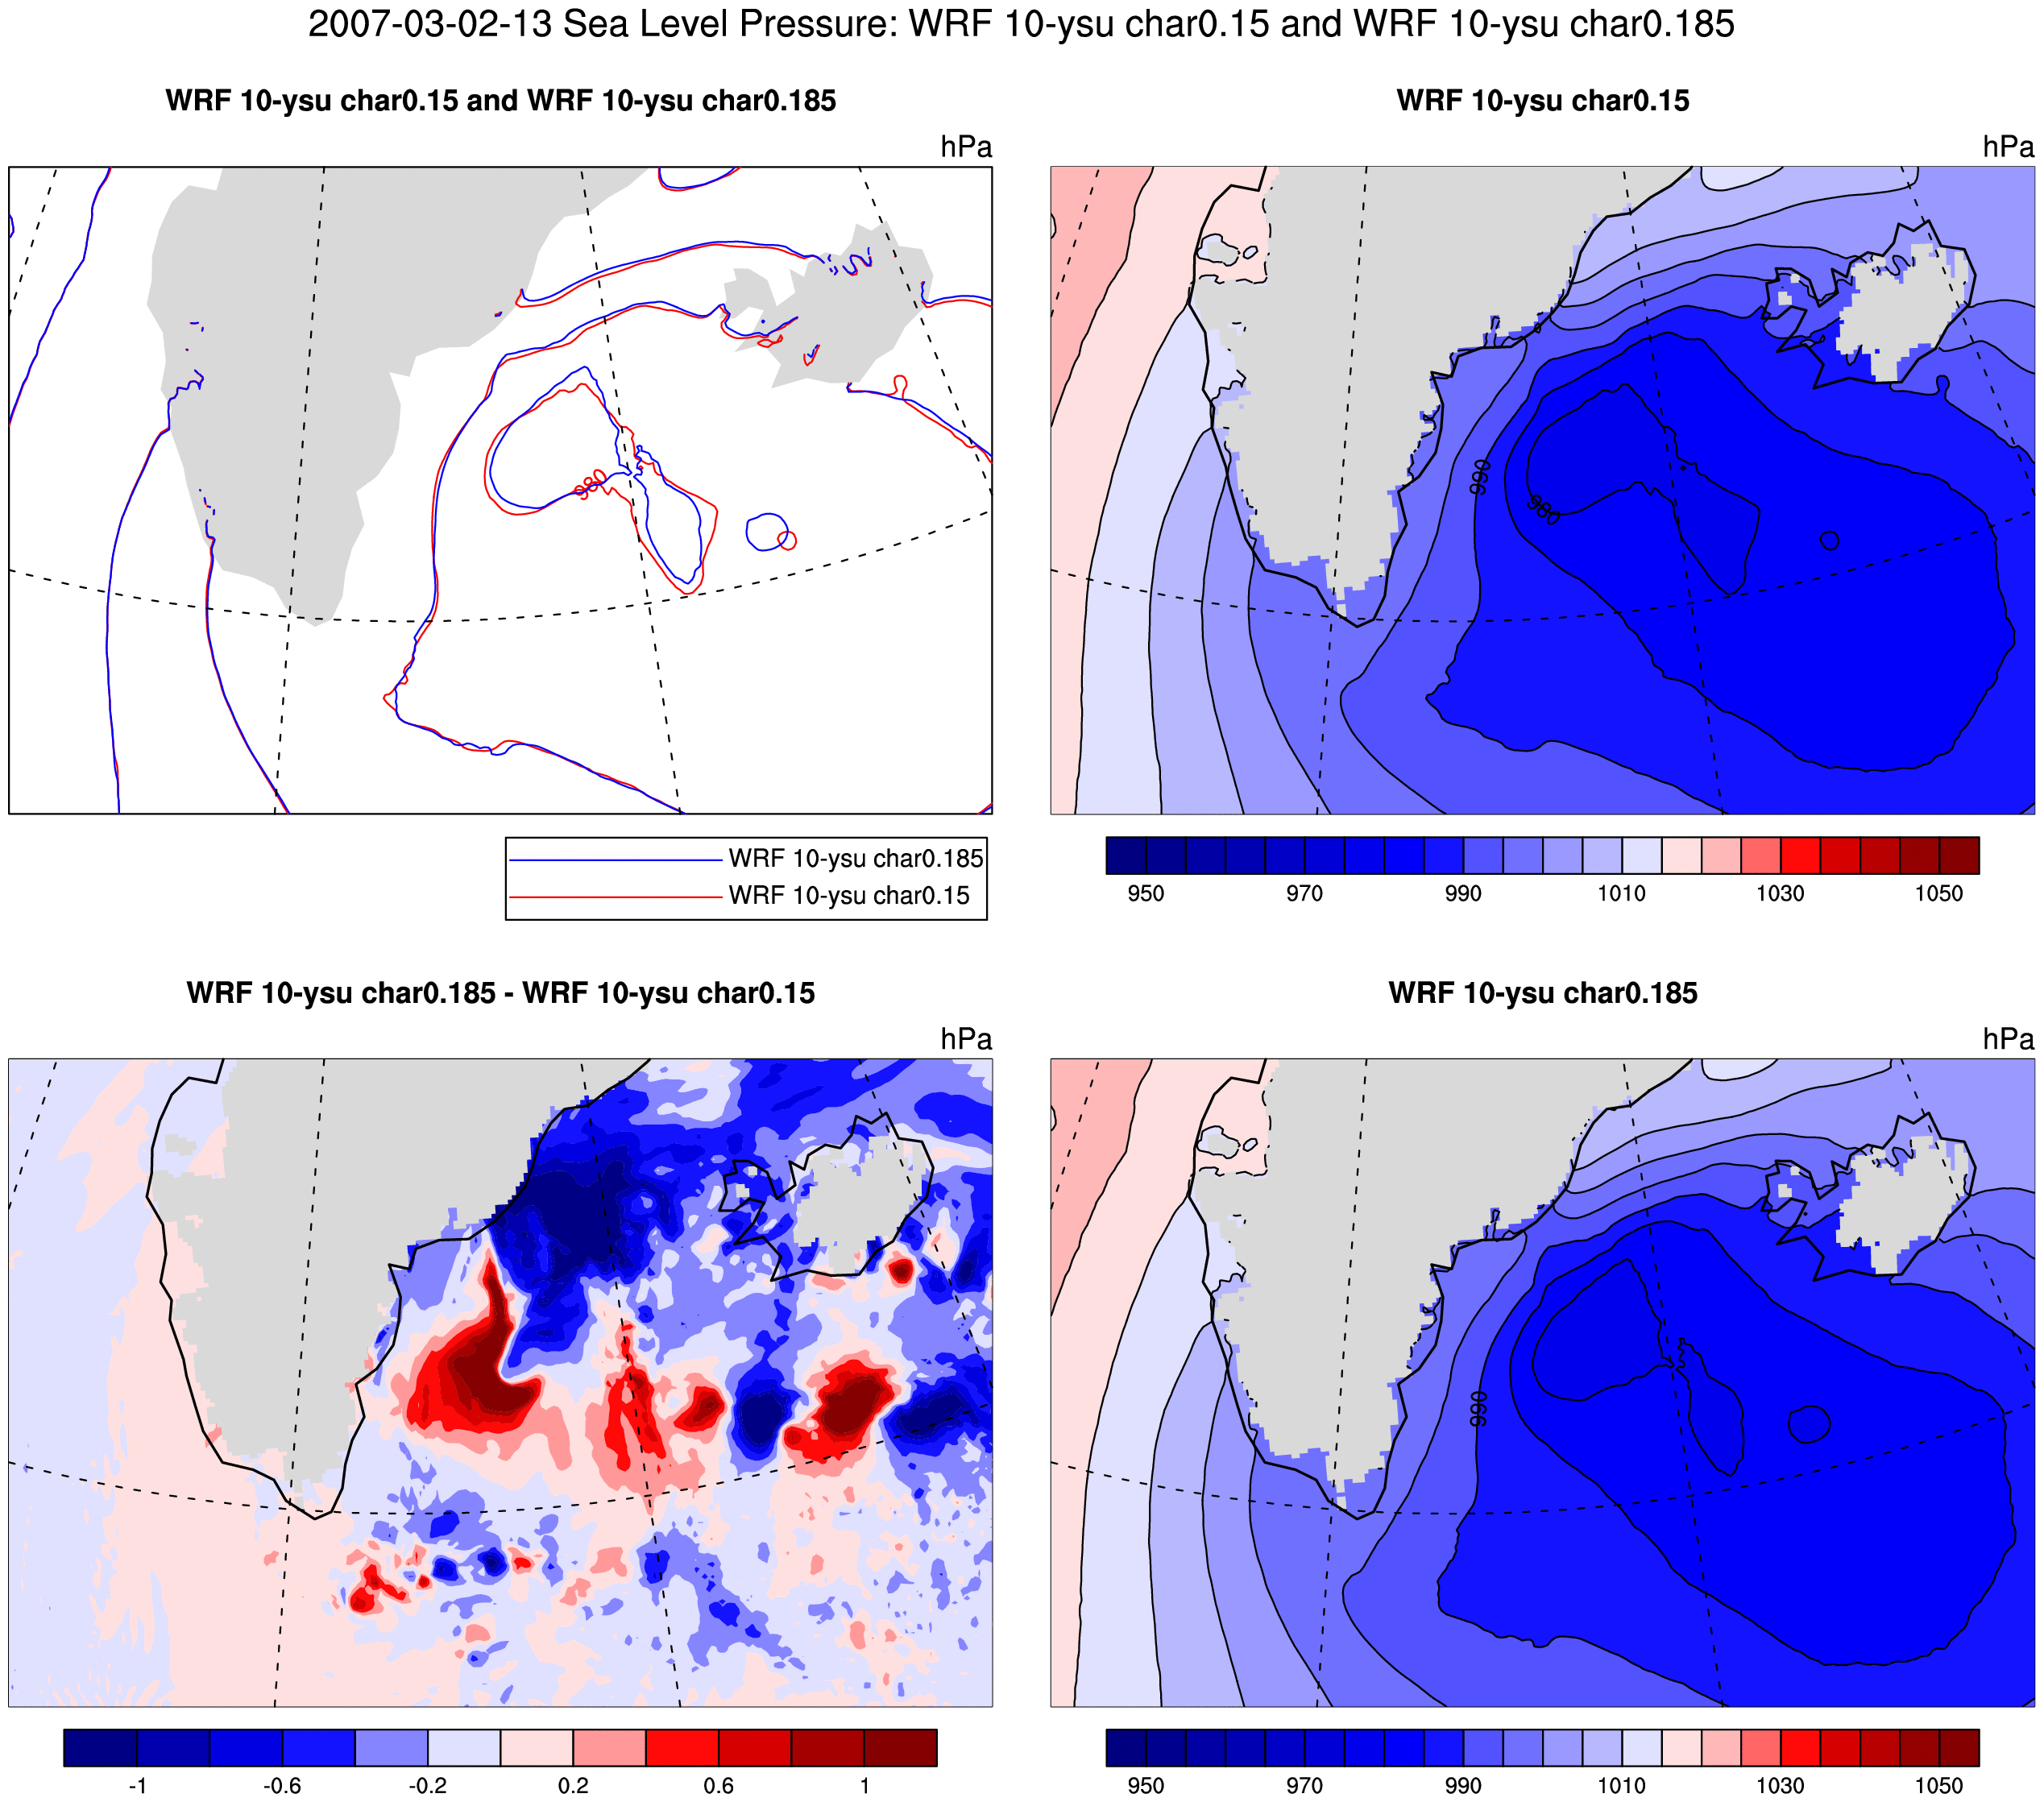 2007-03-02-13 Sea Level Pressure: WRF 10-ysu char0.15 and WRF 10-ysu char0.185
WRF 10-ysu char0.15 and WRF 10-ysu char0.185
hPa
980
WRF 10-ysu char0.185
WRF 10-ysu char0.15
WRF 10-ysu char0.15
hPa
990
980
950 970 990 1010 1030 1050
WRF 10-ysu char0.185 - WRF 10-ysu char0.15
hPa
-1 -0.6 -0.2 0.2 0.6 1
WRF 10-ysu char0.185
hPa
990
950 970 990 1010 1030 1050